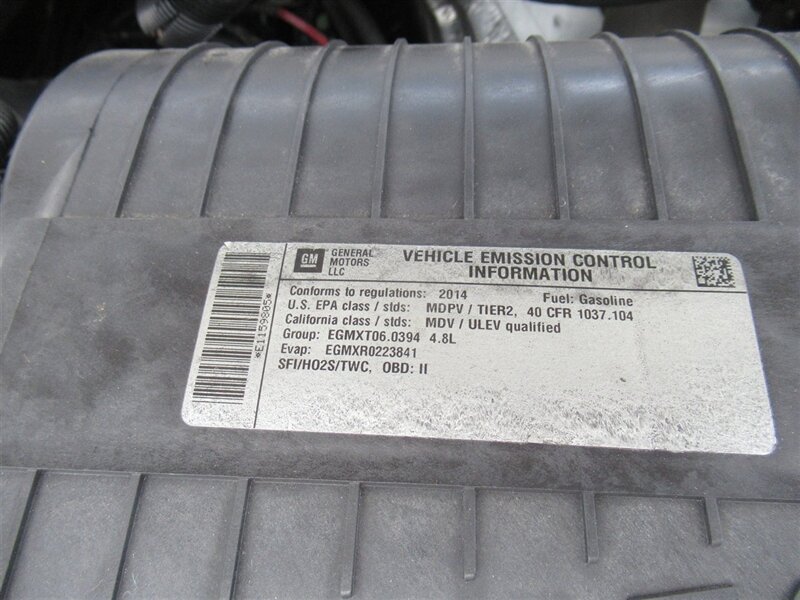 GM
GENERAL
MOTORS
LLC
VEHICLE EMISSION CONTROL
INFORMATION
Conforms to regulations: 2014 Fuel: Gasoline
U.S. EPA class / stds: MDPV / TIER2, 40 CFR 1037.104
California class / stds: MDV / ULEV qualified
Group: EGMXT06.0394 4.8L
Evap: EGMXR0223841
SFI/HO2S/TWC, OBD: II
*E1159805*